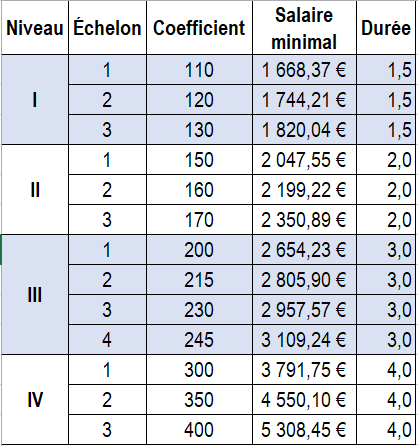 Niveau Échelon Coefficient Salaire minimal Durée
I 1 110 1 668,37 € 1,5
2 120 1 744,21 € 1,5
3 130 1 820,04 € 1,5
II 1 150 2 047,55 € 2,0
2 160 2 199,22 € 2,0
3 170 2 350,89 € 2,0
III 1 200 2 654,23 € 3,0
2 215 2 805,90 € 3,0
3 230 2 957,57 € 3,0
4 245 3 109,24 € 3,0
IV 1 300 3 791,75 € 4,0
2 350 4 550,10 € 4,0
3 400 5 308,45 € 4,0